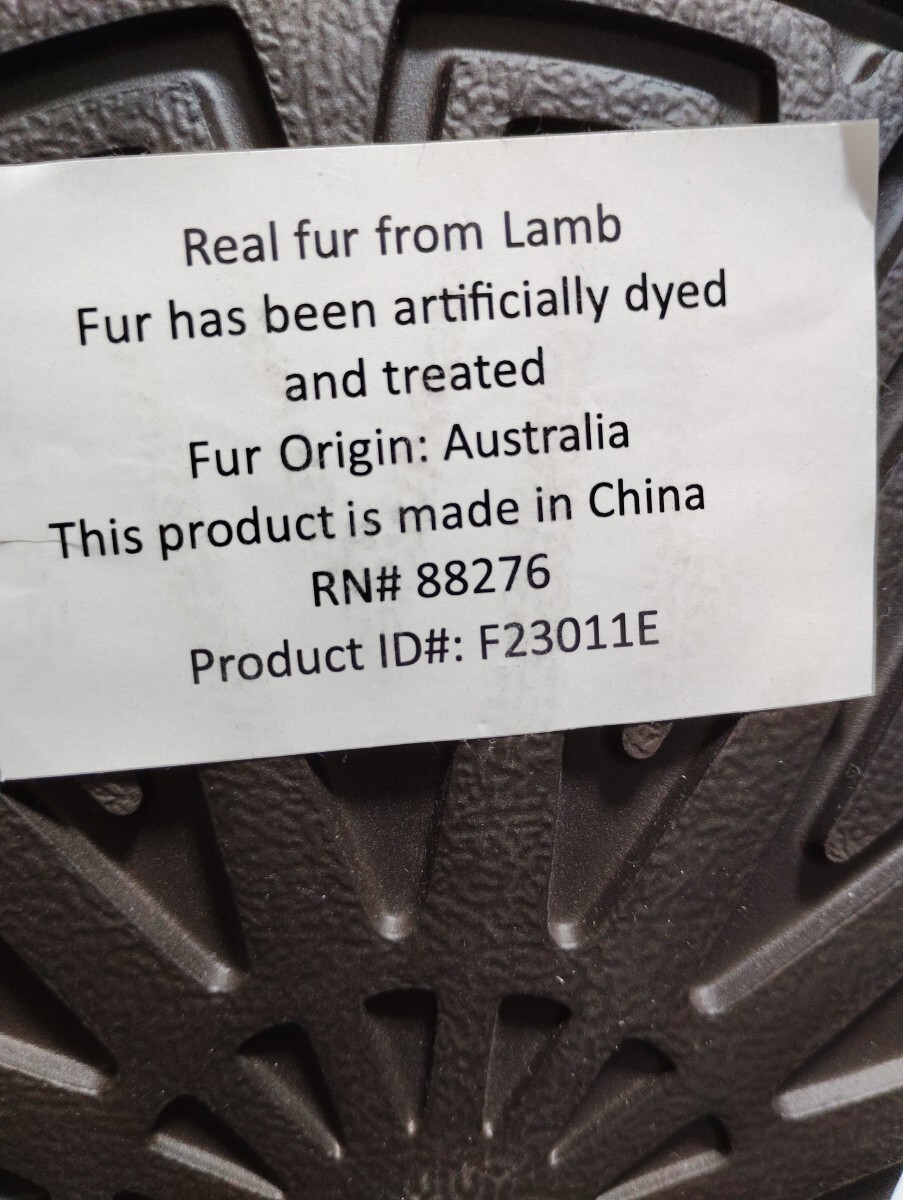 Real fur from Lamb
Fur has been artificially dyed
and treated
Fur Origin: Australia
This product is made in China
RN# 88276
Product ID#: F23011E